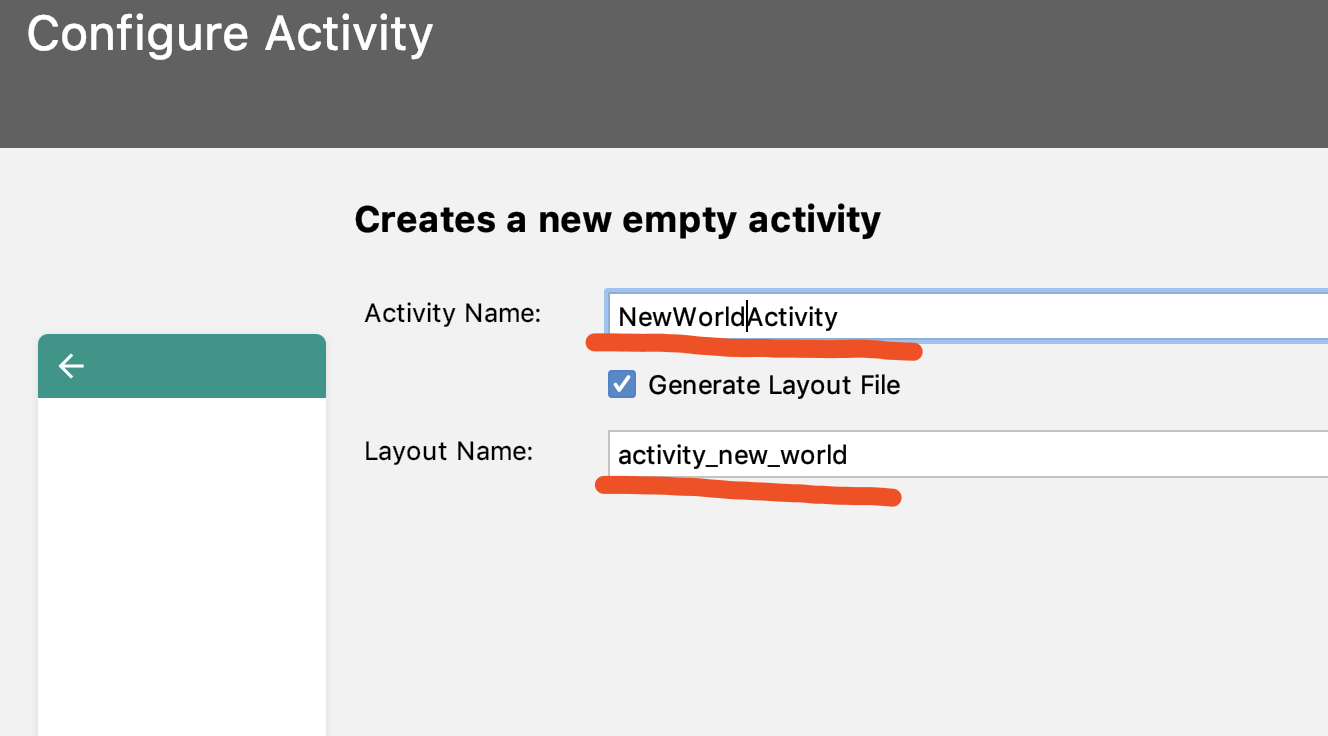 Configure Activity
Creates a new empty activity
Activity Name: NewWorldActivity
Generate Layout File
Layout Name: activity_new_world